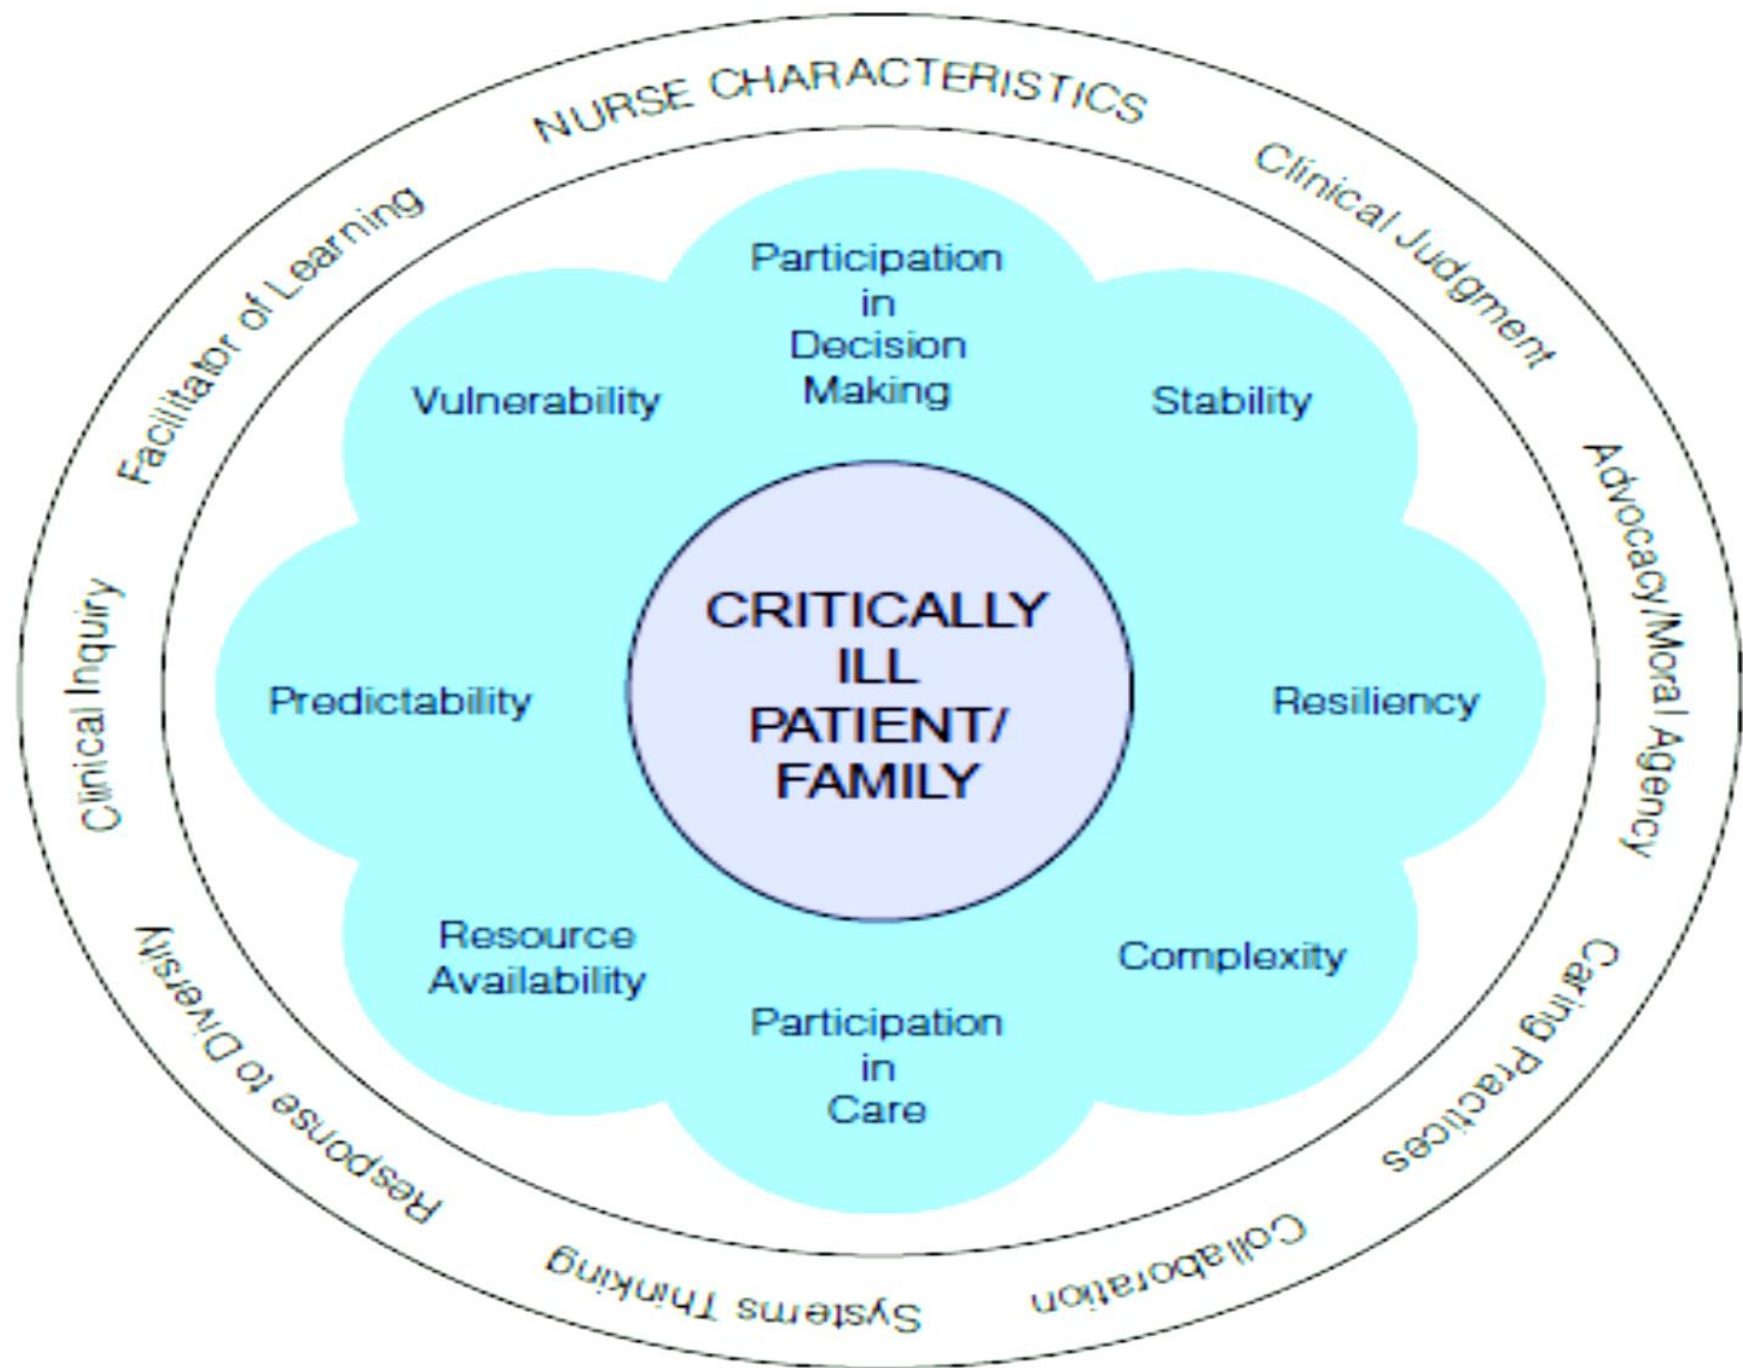 NURSE CHARACTERISTICS
Clinical Judgment
Advocacy/Moral Agency
Caring Practices
Collaboration
Systems Thinking
Response to Diversity
Clinical Inquiry
Facilitator of Learning
Participation
in
Decision
Making
Stability
Resiliency
Complexity
Participation
in
Care
Resource
Availability
Predictability
Vulnerability
CRITICALLY
ILL
PATIENT/
FAMILY